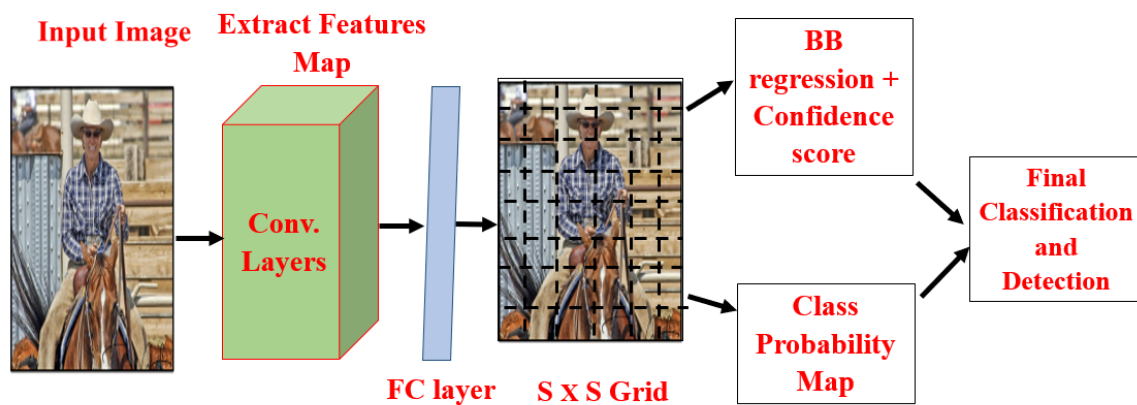 Input Image
Extract Features
Map
Conv.
Layers
FC layer
S X S Grid
BB
regression +
Confidence
score
Class
Probability
Map
Final
Classification
and
Detection